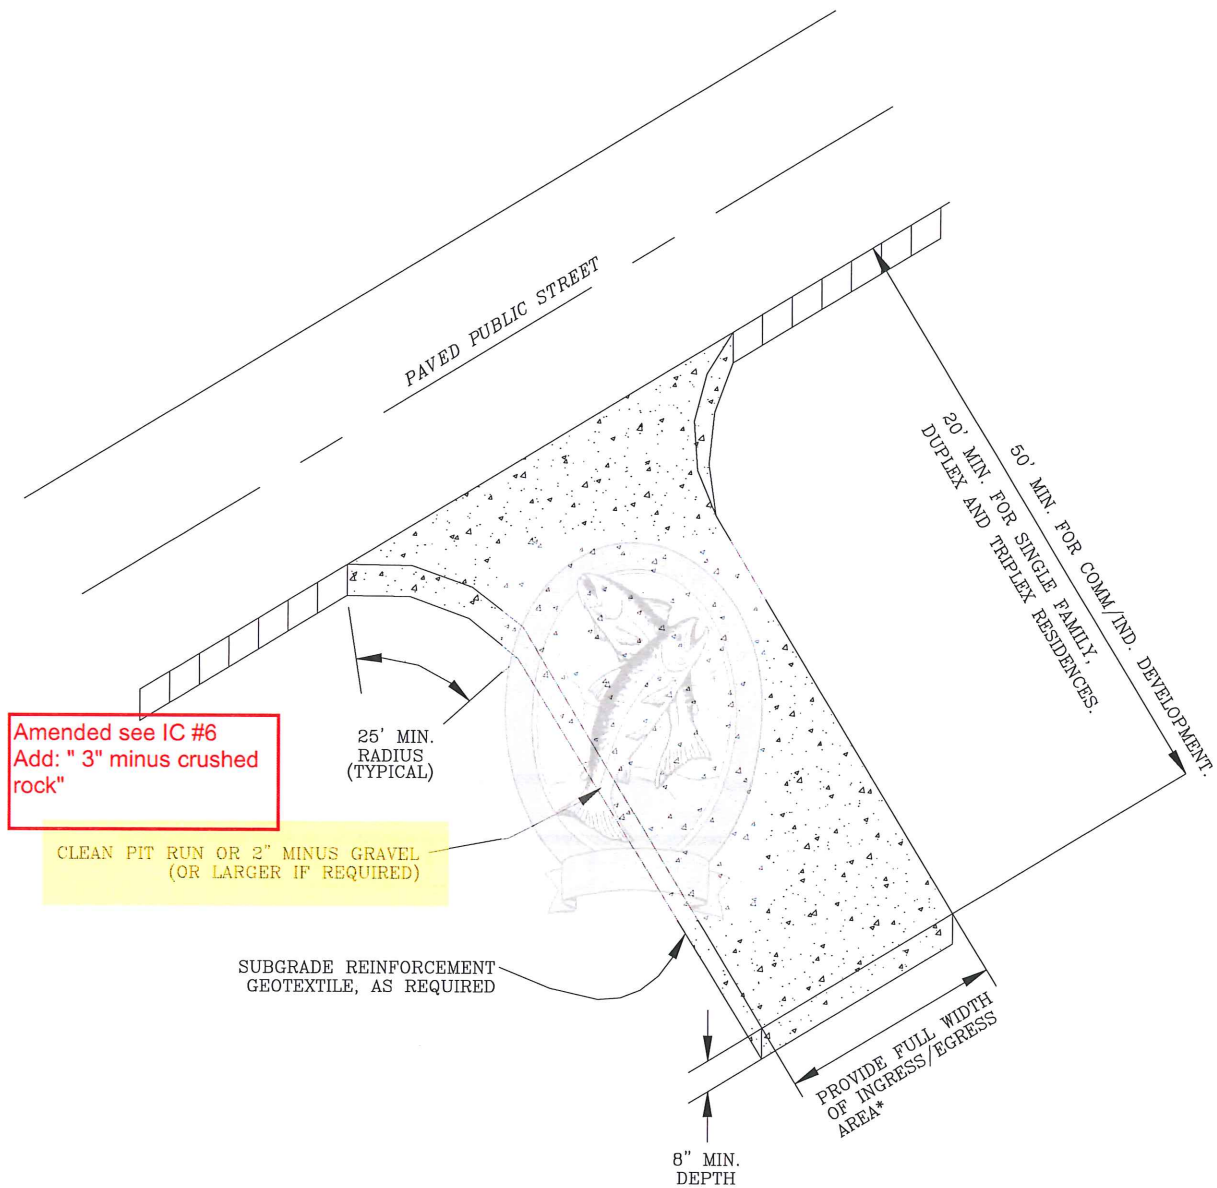 PAVED PUBLIC STREET
50' MIN. FOR COMM/IND. DEVELOPMENT.
20' MIN. FOR SINGLE FAMILY,
DUPLEX AND TRIPLEX RESIDENCES.
Amended see IC #6
Add: " 3" minus crushed
rock"
25' MIN.
RADIUS
(TYPICAL)
CLEAN PIT RUN OR 2" MINUS GRAVEL
(OR LARGER IF REQUIRED)
SUBGRADE REINFORCEMENT
GEOTEXTILE, AS REQUIRED
PROVIDE FULL WIDTH
OF INGRESS/EGRESS
AREA*
8" MIN.
DEPTH